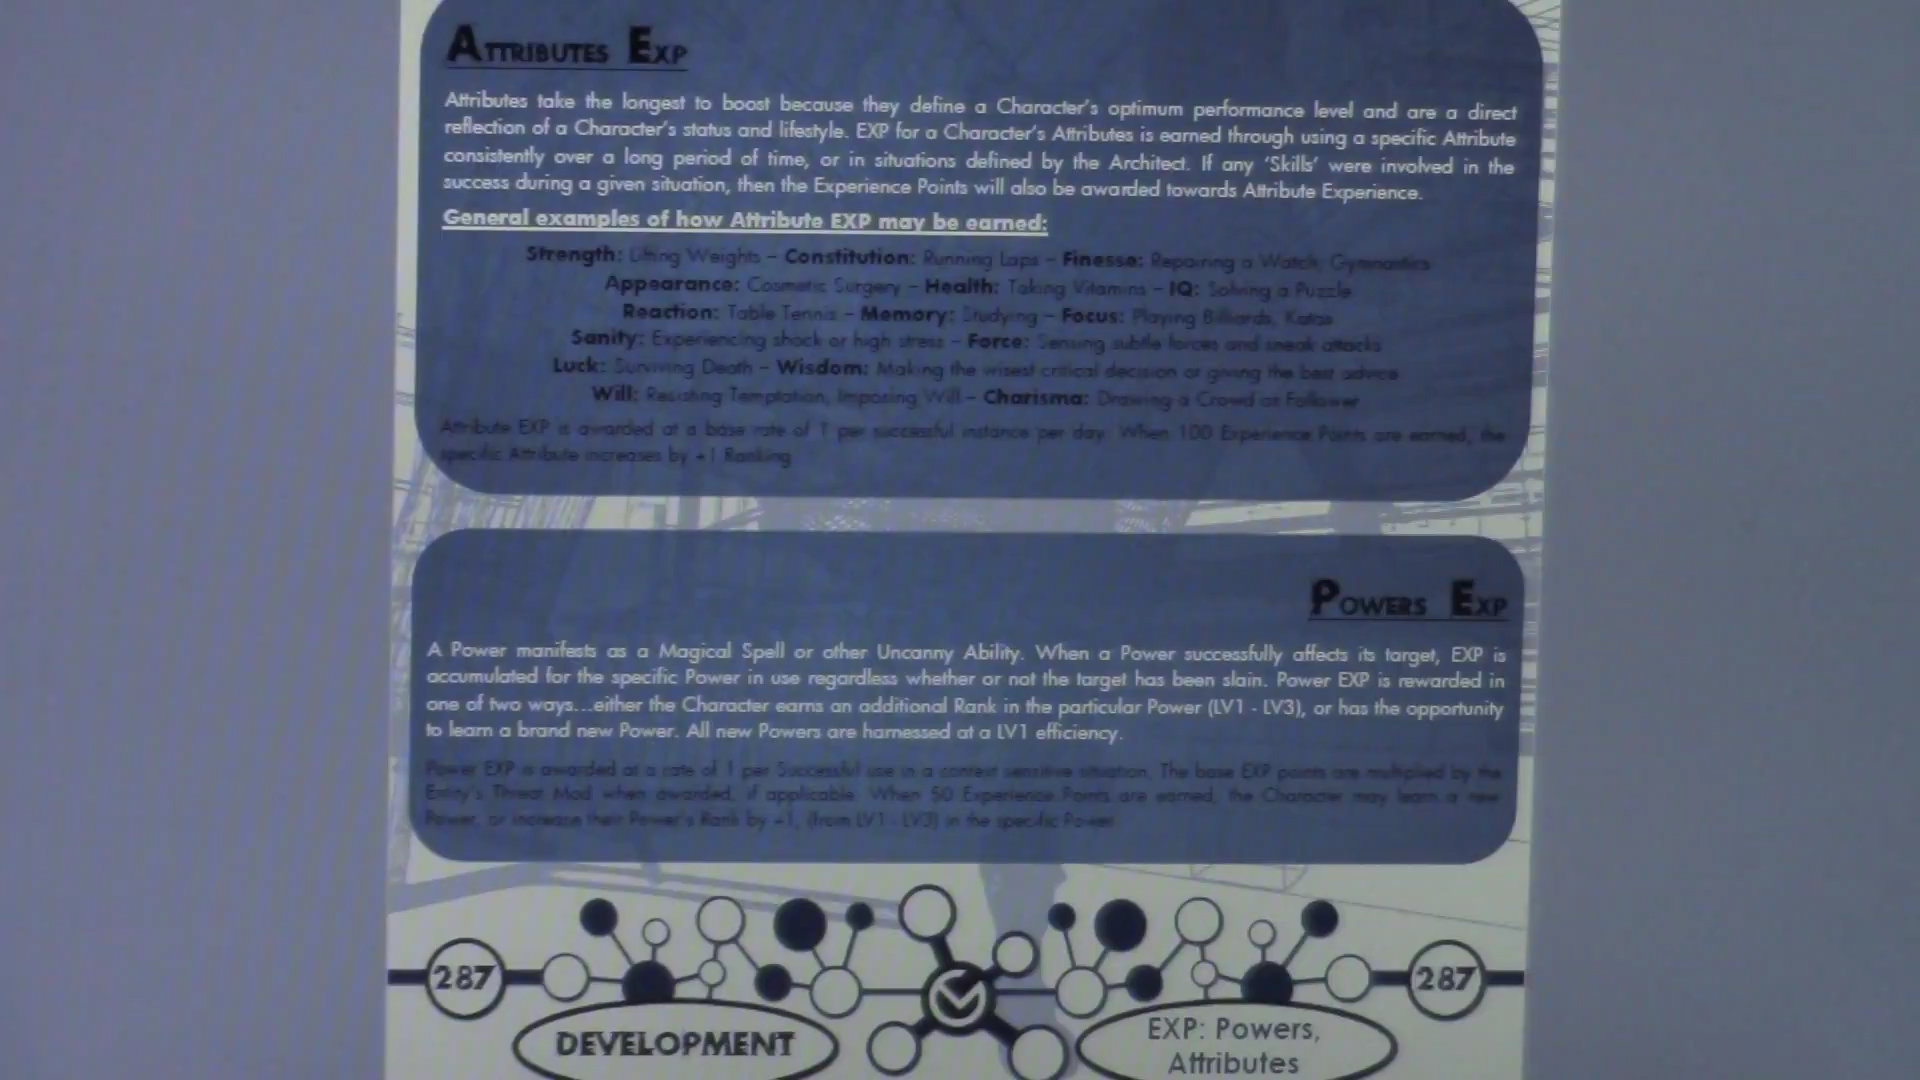 ATTRIBUTES EXP
Attributes take the longest to boost because they define a Character's optimum performance level and are a direct
reflection of a Character's status and lifestyle. EXP for a Character's Attributes is earned through using a specific Attribute
consistently over a long period of time, or in situations defined by the Architect. If any 'Skills' were involved in the
success during a given situation, then the Experience Points will also be awarded towards Attribute Experience.
General examples of how Attribute EXP may be earned:
Strength: Lifting Weights – Constitution: Running Laps – Finesse: Repairing a Watch, Gymnastics
Appearance: Cosmetic Surgery – Health: Taking Vitamins – IQ: Solving a Puzzle
Reaction: Table Tennis – Memory: Studying – Focus: Playing Billiards, Katas
Sanity: Experiencing shock or high stress – Force: Sensing subtle forces and sneak attacks
Luck: Surviving Death – Wisdom: Making the wisest critical decision or giving the best advice
Will: Resisting Temptation, Imposing Will – Charisma: Drawing a Crowd or Follower
Attribute EXP is awarded at a base rate of 1 per successful instance per day. When 100 Experience Points are earned, the
specific Attribute increases by +1 Ranking
POWERS EXP
A Power manifests as a Magical Spell or other Uncanny Ability. When a Power successfully affects its target, EXP is
accumulated for the specific Power in use regardless whether or not the target has been slain. Power EXP is rewarded in
one of two ways...either the Character earns an additional Rank in the particular Power (LV1 - LV3), or has the opportunity
to learn a brand new Power. All new Powers are harnessed at a LV1 efficiency.
Power EXP is awarded at a rate of 1 per Successful use in a context sensitive situation. The base EXP points are multiplied by the
Entity's Threat Mod when awarded, if applicable. When 50 Experience Points are earned, the Character may learn a new
Power, or increase their Power's Rank by +1, (from LV1 - LV3) in the specific Power
287
287
DEVELOPMENT
EXP: Powers,
Attributes